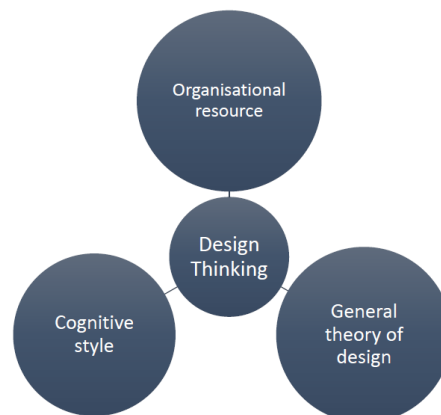 Organisational
resource
Design
Thinking
Cognitive
style
General
theory of
design